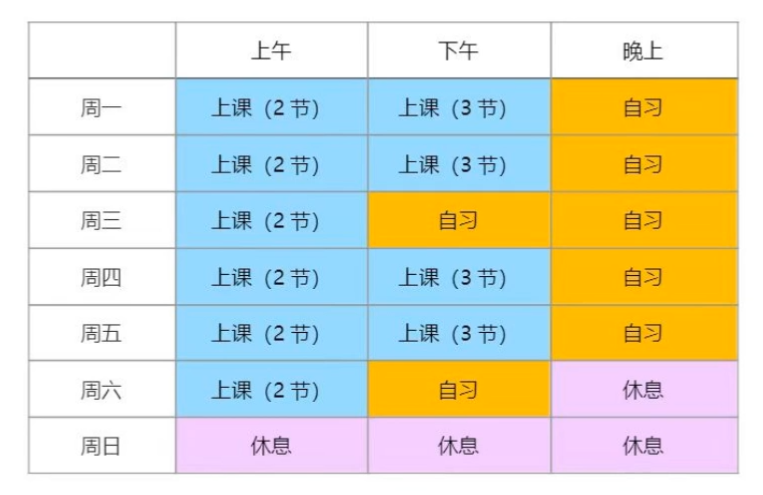 上午 下午 晚上
周一 上课（2 节） 上课（3 节） 自习
周二 上课（2 节） 上课（3 节） 自习
周三 上课（2 节） 自习 自习
周四 上课（2 节） 上课（3 节） 自习
周五 上课（2 节） 上课（3 节） 自习
周六 上课（2 节） 自习 休息
周日 休息 休息 休息